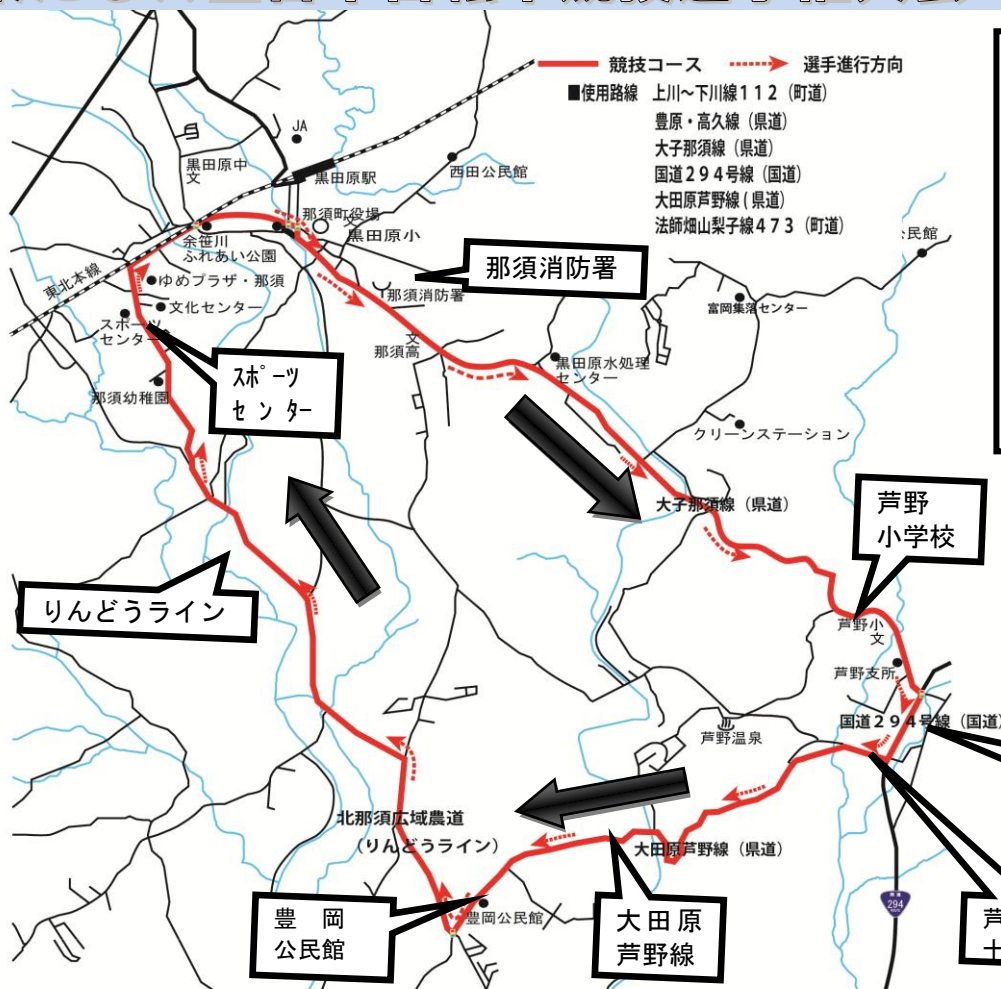 競技コース 選手進行方向
■使用路線 上川〜下川線112(町道)
豊原・高久線(県道)
大子那須線(県道)
国道294号線(国道)
大田原芦野線(県道)
法師畑山梨子線473(町道)
JA
黒田原中
文
黒田原駅
西田公民館
那須町役場
文
黒田原小
余笹川
ふれあい公園
東北本線
ゆめプラザ・那須
文化センター
スポーツ
センター
那須消防署
那須消防署
公民館
富岡集落センター
文
那須高
黒田原水処理
センター
スポーツ
センター
那須幼稚園
クリーンステーション
大子那須線(県道)
芦野
小学校
りんどうライン
芦野小
文
芦野支所
国道294号線(国道)
芦野温泉
北那須広域農道
(りんどうライン)
大田原芦野線(県道)
294
豊岡
公民館
豊岡公民館
大田原
芦野線
芦